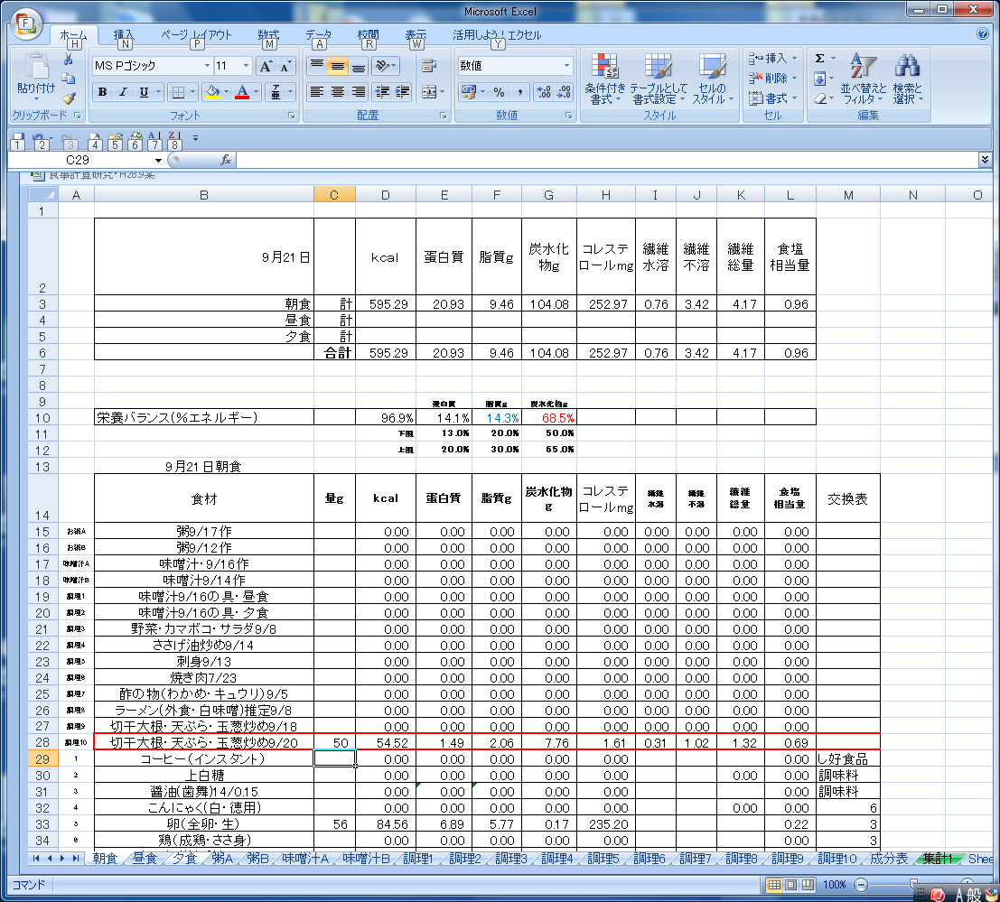 Microsoft Excel
ホーム 挿入 ページ レイアウト 数式 データ 校閲 表示 活用しよう！エクセル
F H N P M A R W Y
貼り付け
MS Pゴシック 11
B I U
数値
条件付き書式 テーブルとして書式設定 セルのスタイル
挿入 削除 書式
並べ替えとフィルタ 検索と選択
クリップボード フォント 配置 数値 スタイル セル 編集
1 2 3 4 5 6 7 8
C29 fx
A B C D E F G H I J K L M N O
1
2 9月21日 kcal 蛋白質 脂質g 炭水化物g コレステロールmg 繊維水溶 繊維不溶 繊維総量 食塩相当量
3 朝食 計 595.29 20.93 9.46 104.08 252.97 0.76 3.42 4.17 0.96
4 昼食 計
5 夕食 計
6 合計 595.29 20.93 9.46 104.08 252.97 0.76 3.42 4.17 0.96
7
8
9 蛋白質 脂質g 炭水化物g
10 栄養バランス(%エネルギー) 96.9% 14.1% 14.3% 68.5%
11 下限 13.0% 20.0% 50.0%
12 上限 20.0% 30.0% 65.0%
13 9月21日朝食
14 食材 量g kcal 蛋白質 脂質g 炭水化物g コレステロールmg 繊維水溶 繊維不溶 繊維総量 食塩相当量 交換表
15 お粥A 粥9/17作 0.00 0.00 0.00 0.00 0.00 0.00 0.00 0.00 0.00
16 お粥B 粥9/12作 0.00 0.00 0.00 0.00 0.00 0.00 0.00 0.00 0.00
17 味噌汁A 味噌汁・9/16作 0.00 0.00 0.00 0.00 0.00 0.00 0.00 0.00 0.00
18 味噌汁B 味噌汁9/14作 0.00 0.00 0.00 0.00 0.00 0.00 0.00 0.00 0.00
19 調理1 味噌汁9/16の具・昼食 0.00 0.00 0.00 0.00 0.00 0.00 0.00 0.00 0.00
20 調理2 味噌汁9/16の具・夕食 0.00 0.00 0.00 0.00 0.00 0.00 0.00 0.00 0.00
21 調理3 野菜・カマボコ・サラダ9/8 0.00 0.00 0.00 0.00 0.00 0.00 0.00 0.00 0.00
22 調理4 ささげ油炒め9/14 0.00 0.00 0.00 0.00 0.00 0.00 0.00 0.00 0.00
23 調理5 刺身9/13 0.00 0.00 0.00 0.00 0.00 0.00 0.00 0.00 0.00
24 調理6 焼き肉7/23 0.00 0.00 0.00 0.00 0.00 0.00 0.00 0.00 0.00
25 調理7 酢の物(わかめ・キュウリ)9/5 0.00 0.00 0.00 0.00 0.00 0.00 0.00 0.00 0.00
26 調理8 ラーメン(外食・白味噌)推定9/8 0.00 0.00 0.00 0.00 0.00 0.00 0.00 0.00 0.00
27 調理9 切干大根・天ぷら・玉葱炒め9/18 0.00 0.00 0.00 0.00 0.00 0.00 0.00 0.00 0.00
28 調理10 切干大根・天ぷら・玉葱炒め9/20 50 54.52 1.49 2.06 7.76 1.61 0.31 1.02 1.32 0.69
29 1 コーヒー(インスタント) 0.00 0.00 0.00 0.00 0.00 0.00 し好食品
30 2 上白糖 0.00 0.00 0.00 0.00 0.00 0.00 0.00 調味料
31 3 醤油(歯舞)14/0.15 0.00 0.00 0.00 0.00 0.00 0.00 調味料
32 4 こんにゃく(白・徳用) 0.00 0.00 0.00 0.00 0.00 0.00 0.00 6
33 5 卵(全卵・生) 56 84.56 6.89 5.77 0.17 235.20 0.22 3
34 6 鶏(成鶏・ささ身) 0.00 0.00 0.00 0.00 0.00 0.00 3
朝食 昼食 夕食 粥A 粥B 味噌汁A 味噌汁B 調理1 調理2 調理3 調理4 調理5 調理6 調理7 調理8 調理9 調理10 成分表 集計1 Shee
コマンド 100%
A 般